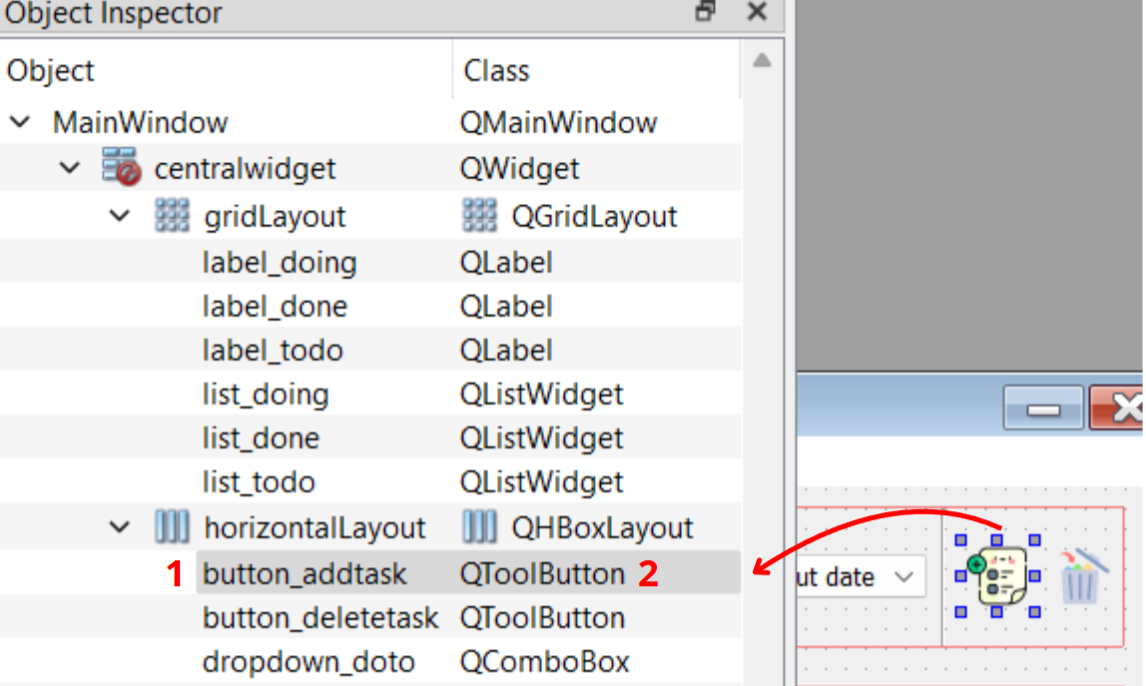 Object Inspector
Object Class
MainWindow QMainWindow
centralwidget QWidget
gridLayout QGridLayout
label_doing QLabel
label_done QLabel
label_todo QLabel
list_doing QListWidget
list_done QListWidget
list_todo QListWidget
horizontalLayout QHBoxLayout
1 button_addtask QToolButton 2
button_deletetask QToolButton
dropdown_doto QComboBox
ut date